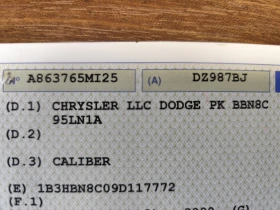 N° A863765MI25 (A) DZ987BJ
(D.1) CHRYSLER LLC DODGE PK BBN8C
95LN1A
(D.2)
(D.3) CALIBER
(E) 1B3HBN8C09D117772
(F.1)